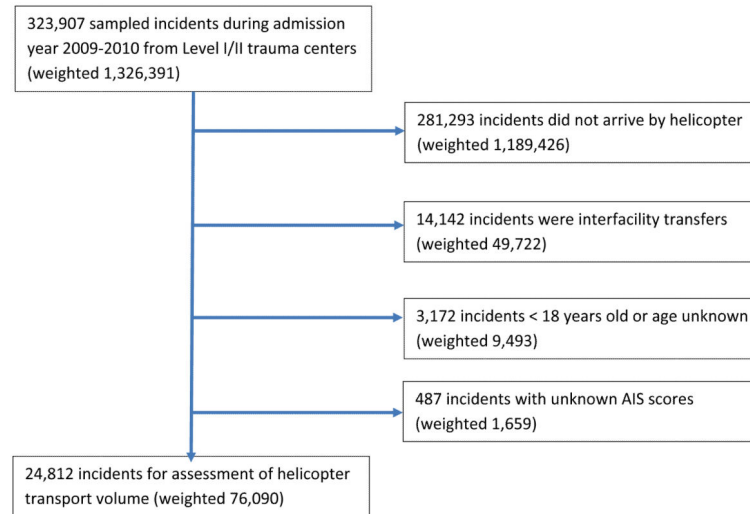 323,907 sampled incidents during admission
year 2009-2010 from Level I/II trauma centers
(weighted 1,326,391)
281,293 incidents did not arrive by helicopter
(weighted 1,189,426)
14,142 incidents were interfacility transfers
(weighted 49,722)
3,172 incidents < 18 years old or age unknown
(weighted 9,493)
487 incidents with unknown AIS scores
(weighted 1,659)
24,812 incidents for assessment of helicopter
transport volume (weighted 76,090)